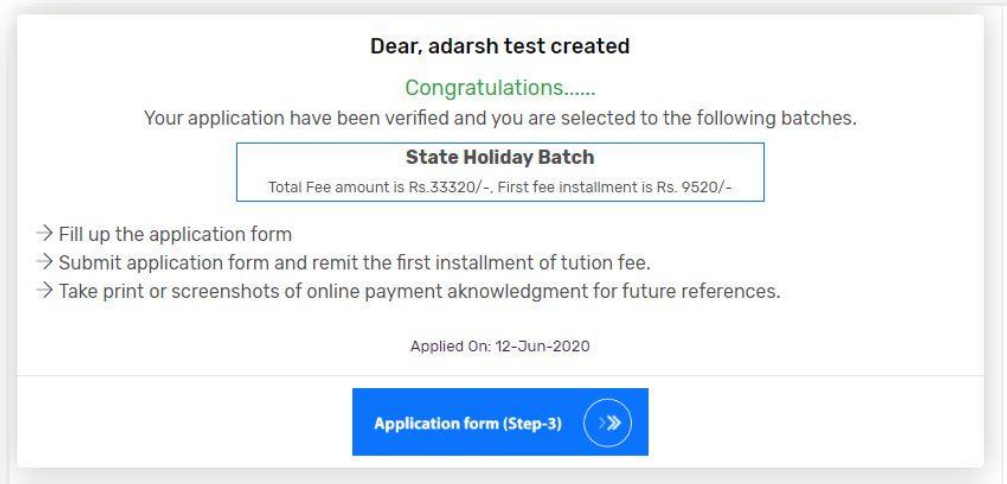 Dear, adarsh test created
Congratulations......
Your application have been verified and you are selected to the following batches.
State Holiday Batch
Total Fee amount is Rs.33320/-, First fee installment is Rs. 9520/-
→ Fill up the application form
→ Submit application form and remit the first installment of tution fee.
→ Take print or screenshots of online payment aknowledgment for future references.
Applied On: 12-Jun-2020
Application form (Step-3)